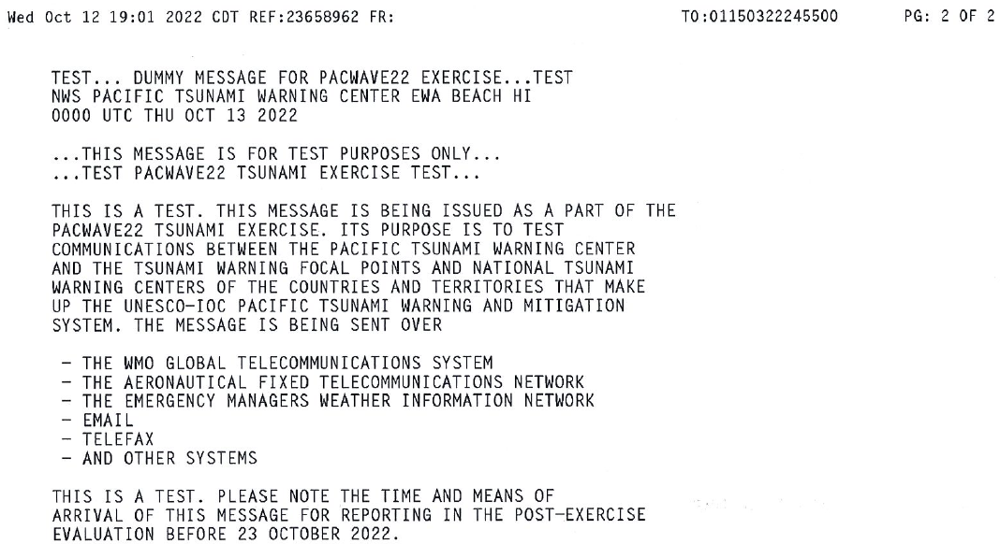 Wed Oct 12 19:01 2022 CDT REF:23658962 FR: TO:01150322245500 PG: 2 OF 2
TEST... DUMMY MESSAGE FOR PACWAVE22 EXERCISE...TEST
NWS PACIFIC TSUNAMI WARNING CENTER EWA BEACH HI
0000 UTC THU OCT 13 2022
...THIS MESSAGE IS FOR TEST PURPOSES ONLY...
...TEST PACWAVE22 TSUNAMI EXERCISE TEST...
THIS IS A TEST. THIS MESSAGE IS BEING ISSUED AS A PART OF THE
PACWAVE22 TSUNAMI EXERCISE. ITS PURPOSE IS TO TEST
COMMUNICATIONS BETWEEN THE PACIFIC TSUNAMI WARNING CENTER
AND THE TSUNAMI WARNING FOCAL POINTS AND NATIONAL TSUNAMI
WARNING CENTERS OF THE COUNTRIES AND TERRITORIES THAT MAKE
UP THE UNESCO-IOC PACIFIC TSUNAMI WARNING AND MITIGATION
SYSTEM. THE MESSAGE IS BEING SENT OVER
- THE WMO GLOBAL TELECOMMUNICATIONS SYSTEM
- THE AERONAUTICAL FIXED TELECOMMUNICATIONS NETWORK
- THE EMERGENCY MANAGERS WEATHER INFORMATION NETWORK
- EMAIL
- TELEFAX
- AND OTHER SYSTEMS
THIS IS A TEST. PLEASE NOTE THE TIME AND MEANS OF
ARRIVAL OF THIS MESSAGE FOR REPORTING IN THE POST-EXERCISE
EVALUATION BEFORE 23 OCTOBER 2022.